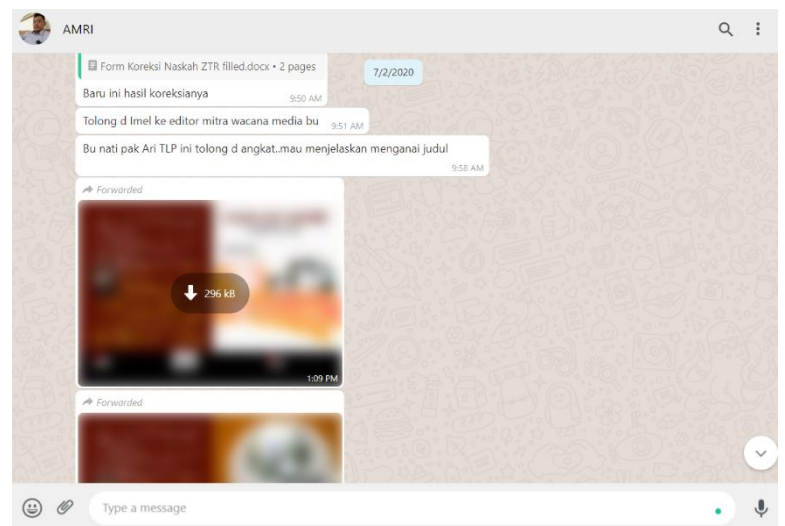 AMRI
Form Koreksi Naskah ZTR filled.docx • 2 pages
7/2/2020
Baru ini hasil koreksianya
9:50 AM
Tolong d Imel ke editor mitra wacana media bu
9:51 AM
Bu nati pak Ari TLP ini tolong d angkat..mau menjelaskan menganai judul
9:58 AM
Forwarded
296 kB
1:09 PM
Forwarded
Type a message